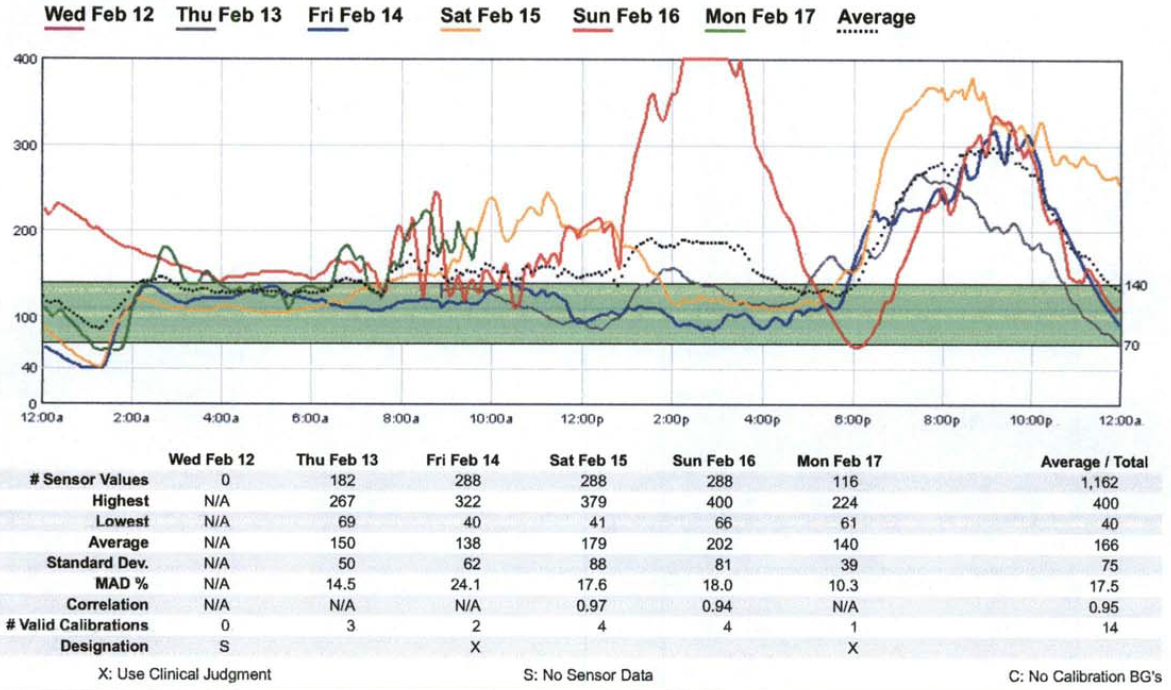 Wed Feb 12 Thu Feb 13 Fri Feb 14 Sat Feb 15 Sun Feb 16 Mon Feb 17 Average
400
300
200
140
100
70
40
0
12:00a 2:00a 4:00a 6:00a 8:00a 10:00a 12:00p 2:00p 4:00p 6:00p 8:00p 10:00p 12:00a
Wed Feb 12 Thu Feb 13 Fri Feb 14 Sat Feb 15 Sun Feb 16 Mon Feb 17 Average / Total
# Sensor Values 0 182 288 288 288 116 1,162
Highest N/A 267 322 379 400 224 400
Lowest N/A 69 40 41 66 61 40
Average N/A 150 138 179 202 140 166
Standard Dev. N/A 50 62 88 81 39 75
MAD % N/A 14.5 24.1 17.6 18.0 10.3 17.5
Correlation N/A N/A N/A 0.97 0.94 N/A 0.95
# Valid Calibrations 0 3 2 4 4 1 14
Designation S X X
X: Use Clinical Judgment S: No Sensor Data C: No Calibration BG's